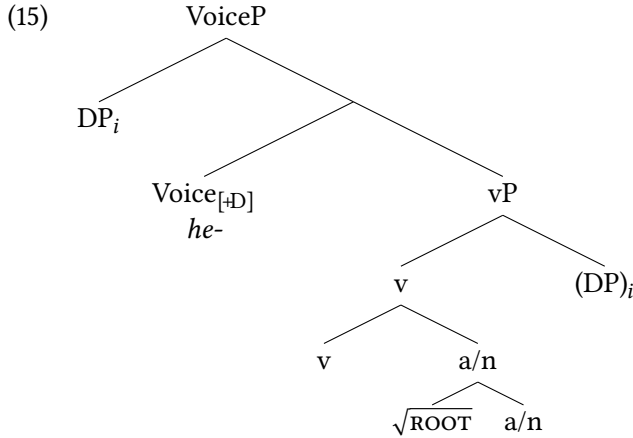 (15) VoiceP
DPᵢ
Voice[+D] vP
he-
v (DP)ᵢ
v a/n
√ROOT a/n